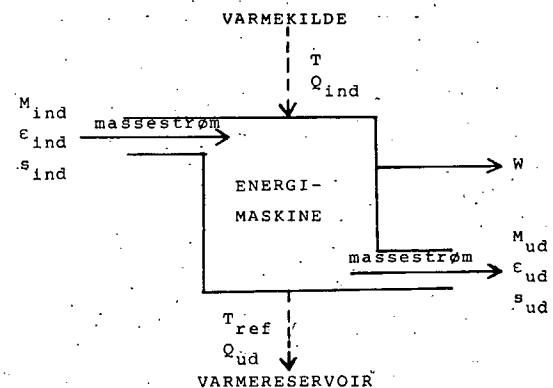 VARMEKILDE
T
Q_ind
M_ind
massestrøm
ε_ind
s_ind
W
ENERGI-
MASKINE
M_ud
massestrøm
ε_ud
s_ud
T_ref
Q_ud
VARMERESERVOIR